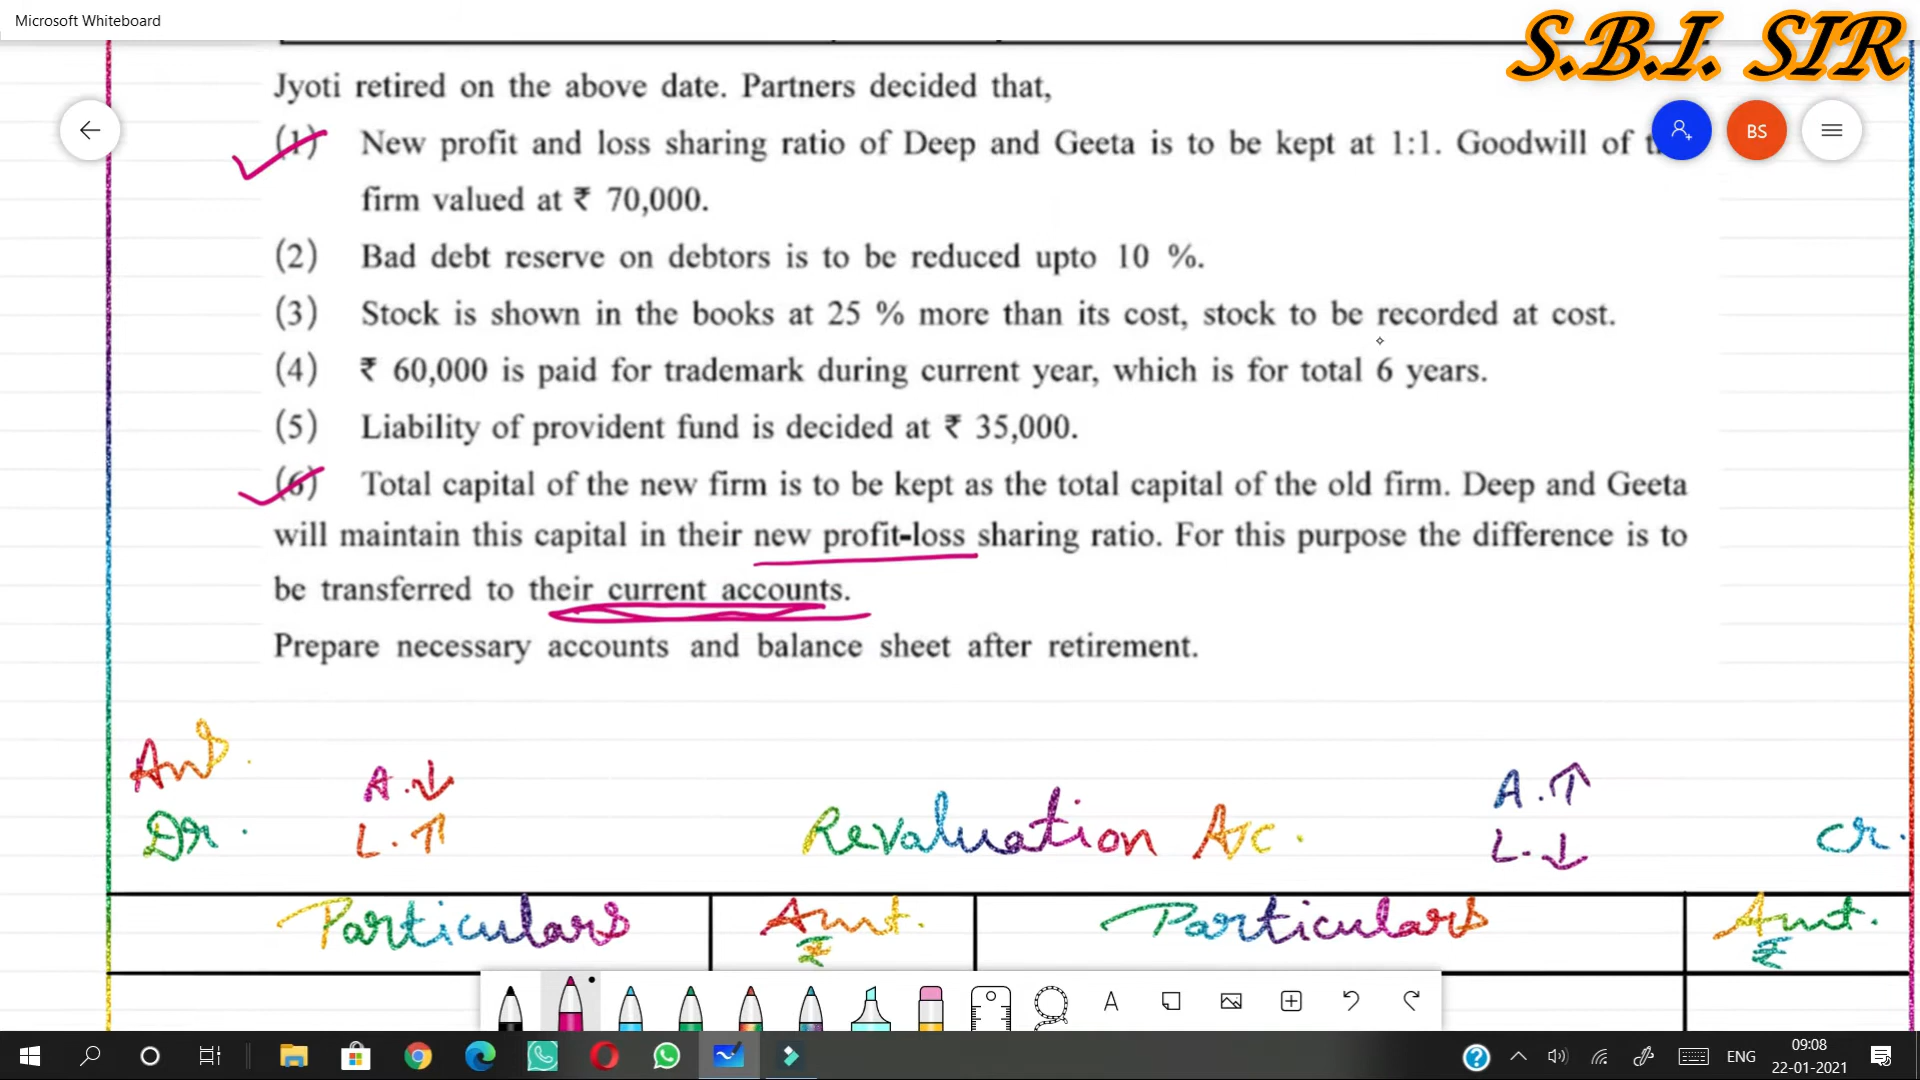 Microsoft Whiteboard
S.B.I. SIR
Jyoti retired on the above date. Partners decided that,
BS
(1) New profit and loss sharing ratio of Deep and Geeta is to be kept at 1:1. Goodwill of
firm valued at ₹ 70,000.
(2) Bad debt reserve on debtors is to be reduced upto 10 %.
(3) Stock is shown in the books at 25 % more than its cost, stock to be recorded at cost.
(4) ₹ 60,000 is paid for trademark during current year, which is for total 6 years.
(5) Liability of provident fund is decided at ₹ 35,000.
(6) Total capital of the new firm is to be kept as the total capital of the old firm. Deep and Geeta
will maintain this capital in their new profit-loss sharing ratio. For this purpose the difference is to
be transferred to their current accounts.
Prepare necessary accounts and balance sheet after retirement.
Ans.
A.↓ A.↑
Dr. L.↑ Revaluation A/c. L.↓ Cr.
Particulars Amt. ₹ Particulars Amt. ₹
A
ENG
09:08
22-01-2021